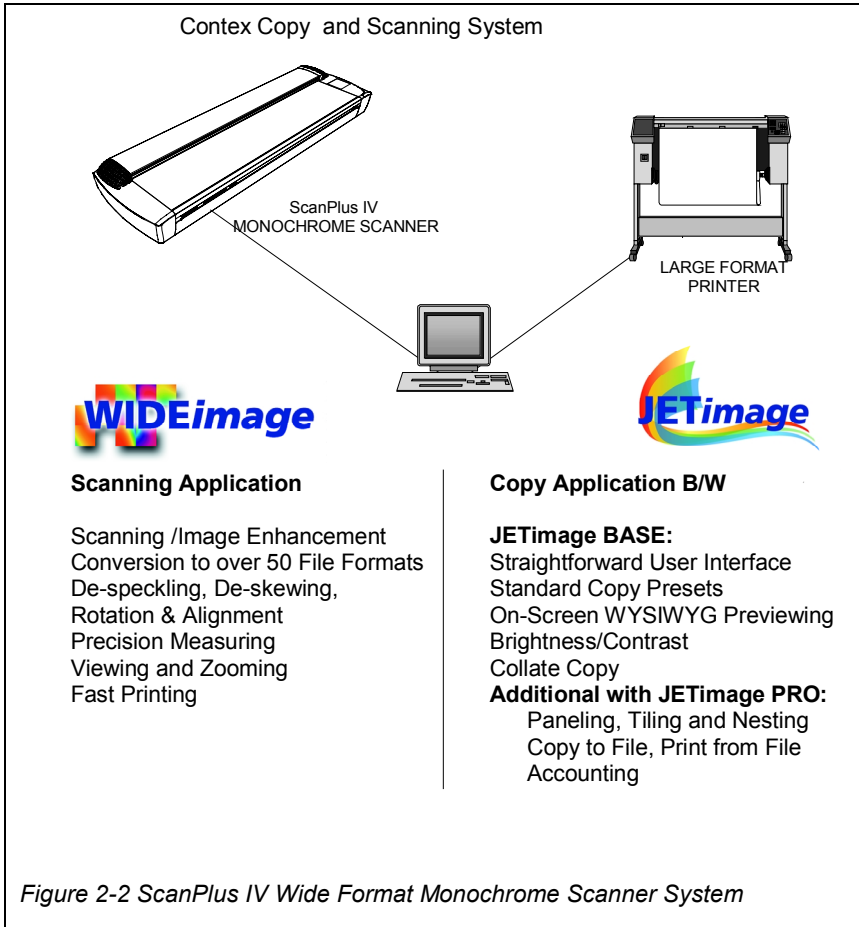 Contex Copy and Scanning System
ScanPlus IV
MONOCHROME SCANNER
LARGE FORMAT
PRINTER
WIDEimage
Scanning Application
Scanning /Image Enhancement
Conversion to over 50 File Formats
De-speckling, De-skewing,
Rotation & Alignment
Precision Measuring
Viewing and Zooming
Fast Printing
JETimage
Copy Application B/W
JETimage BASE:
Straightforward User Interface
Standard Copy Presets
On-Screen WYSIWYG Previewing
Brightness/Contrast
Collate Copy
Additional with JETimage PRO:
Paneling, Tiling and Nesting
Copy to File, Print from File
Accounting
Figure 2-2 ScanPlus IV Wide Format Monochrome Scanner System